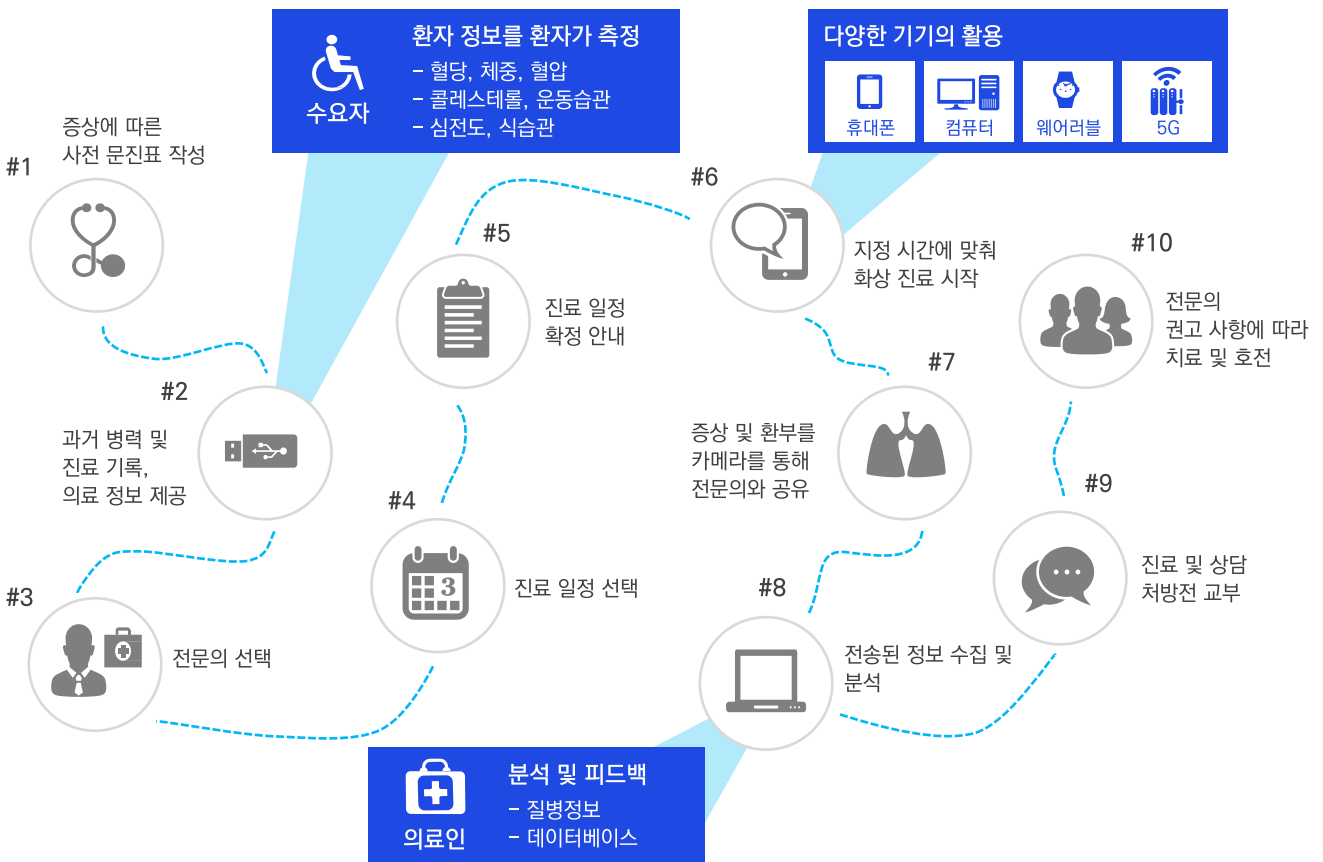 환자 정보를 환자가 측정
- 혈당, 체중, 혈압
- 콜레스테롤, 운동습관
- 심전도, 식습관
수요자
다양한 기기의 활용
휴대폰
컴퓨터
웨어러블
5G
#1
증상에 따른
사전 문진표 작성
#2
과거 병력 및
진료 기록,
의료 정보 제공
#3
전문의 선택
#4
3
진료 일정 선택
#5
진료 일정
확정 안내
#6
지정 시간에 맞춰
화상 진료 시작
#7
증상 및 환부를
카메라를 통해
전문의와 공유
#8
전송된 정보 수집 및
분석
#9
진료 및 상담
처방전 교부
#10
전문의
권고 사항에 따라
치료 및 호전
분석 및 피드백
- 질병정보
- 데이터베이스
의료인